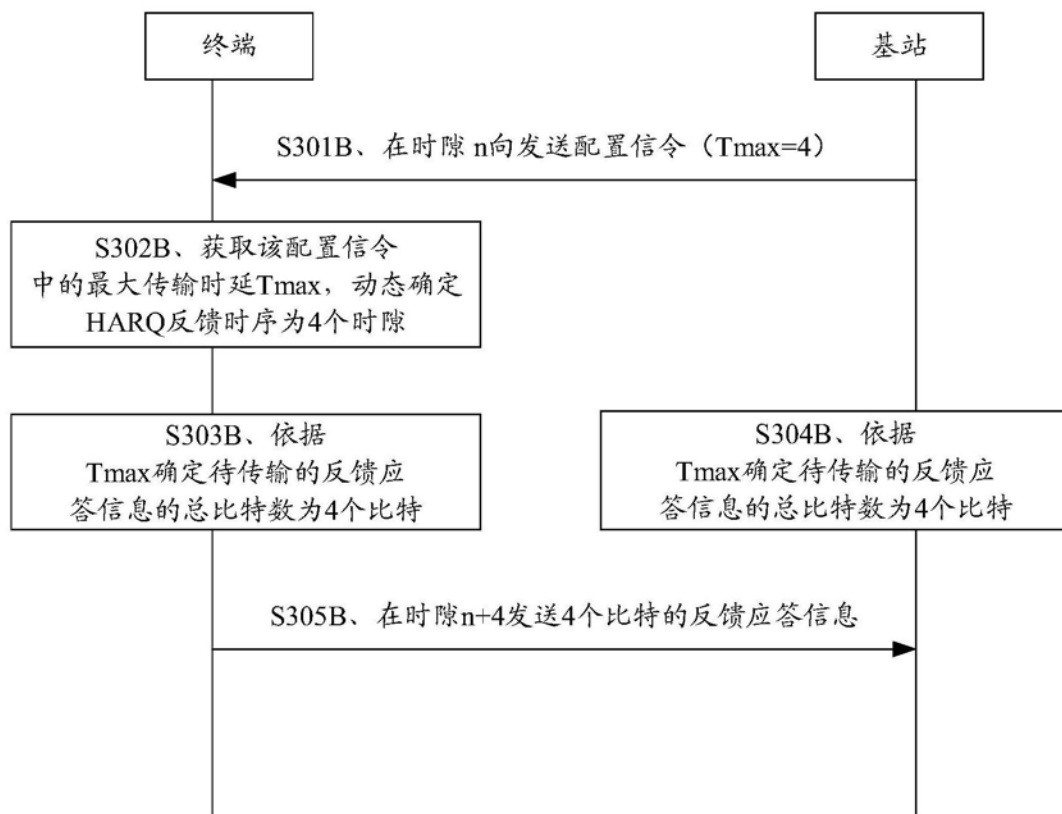 终端
基站
S301B、在时隙 n向发送配置信令（Tmax=4）
S302B、获取该配置信令
中的最大传输时延Tmax，动态确定
HARQ反馈时序为4个时隙
S303B、依据
Tmax确定待传输的反馈应
答信息的总比特数为4个比特
S304B、依据
Tmax确定待传输的反馈应
答信息的总比特数为4个比特
S305B、在时隙n+4发送4个比特的反馈应答信息